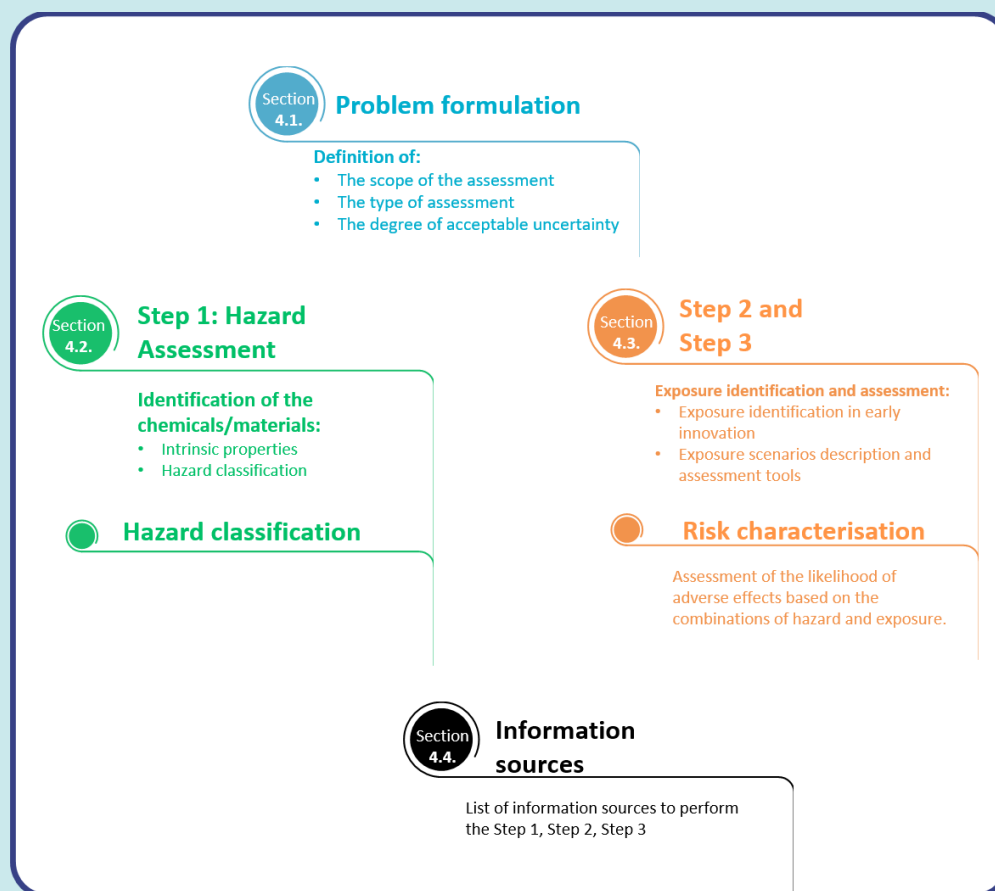 Section
4.1.
Problem formulation
Definition of:
• The scope of the assessment
• The type of assessment
• The degree of acceptable uncertainty
Section
4.2.
Step 1: Hazard
Assessment
Identification of the
chemicals/materials:
• Intrinsic properties
• Hazard classification
Hazard classification
Section
4.3.
Step 2 and
Step 3
Exposure identification and assessment:
• Exposure identification in early
innovation
• Exposure scenarios description and
assessment tools
Risk characterisation
Assessment of the likelihood of
adverse effects based on the
combinations of hazard and exposure.
Section
4.4.
Information
sources
List of information sources to perform
the Step 1, Step 2, Step 3